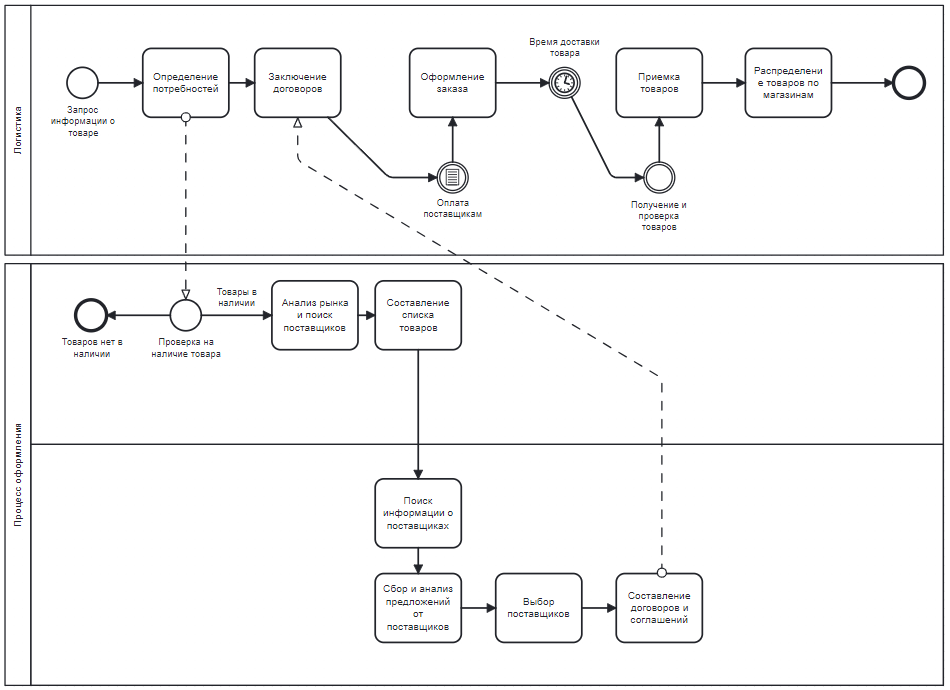 Логистика
Запрос
информации о
товаре
Определение
потребностей
Заключение
договоров
Оформление
заказа
Оплата
поставщикам
Время доставки
товара
Получение и
проверка
товаров
Приемка
товаров
Распределени
е товаров по
магазинам
Процесс оформления
Товаров нет в
наличии
Проверка на
наличие товара
Товары в
наличии
Анализ рынка
и поиск
поставщиков
Составление
списка
товаров
Поиск
информации о
поставщиках
Сбор и анализ
предложений
от
поставщиков
Выбор
поставщиков
Составление
договоров и
соглашений